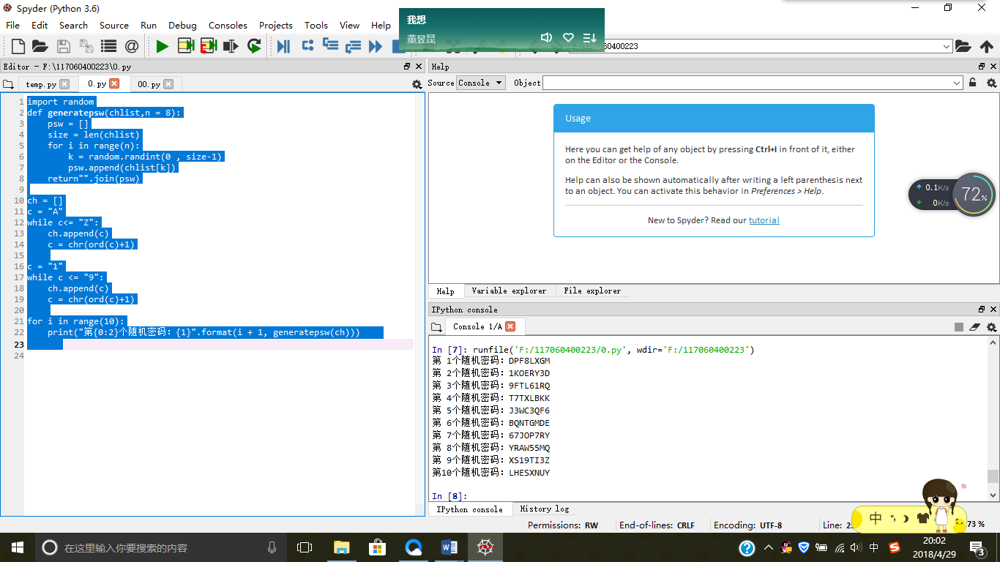 Spyder (Python 3.6)
File Edit Search Source Run Debug Consoles Projects Tools View Help
我想
董昱昆
117060400223
Editor - F:\117060400223\0.py
temp.py 0.py 00.py
1 import random
2 def generatepsw(chlist,n = 8):
3 psw = []
4 size = len(chlist)
5 for i in range(n):
6 k = random.randint(0 , size-1)
7 psw.append(chlist[k])
8 return"".join(psw)
9
10 ch = []
11 c = "A"
12 while c<= "Z":
13 ch.append(c)
14 c = chr(ord(c)+1)
15
16 c = "1"
17 while c <= "9":
18 ch.append(c)
19 c = chr(ord(c)+1)
20
21 for i in range(10):
22 print("第{0:2}个随机密码：{1}".format(i + 1, generatepsw(ch)))
23
24
Help
Source Console Object
Usage
Here you can get help of any object by pressing Ctrl+I in front of it, either
on the Editor or the Console.
Help can also be shown automatically after writing a left parenthesis next
to an object. You can activate this behavior in Preferences > Help.
New to Spyder? Read our tutorial
0.1K/s
0K/s
72%
Help Variable explorer File explorer
IPython console
Console 1/A
In [7]: runfile('F:/117060400223/0.py', wdir='F:/117060400223')
第 1个随机密码：DPF8LXGM
第 2个随机密码：1KOERY3D
第 3个随机密码：9FTL61RQ
第 4个随机密码：T7TXLBKK
第 5个随机密码：J3WC3QF6
第 6个随机密码：BQNTGMDE
第 7个随机密码：67JOP7RY
第 8个随机密码：YRAW55MQ
第 9个随机密码：XS19TI3Z
第10个随机密码：LHESXNUY
In [8]:
IPython console History log
Permissions: RW End-of-lines: CRLF Encoding: UTF-8 Line: 73 %
中
在这里输入你要搜索的内容
中
20:02
2018/4/29
3